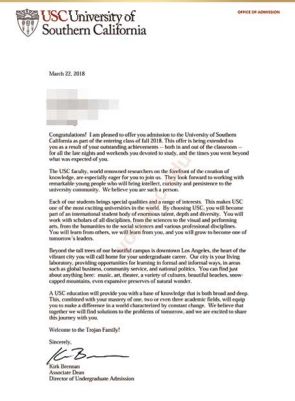 OFFICE OF ADMISSION
USC University of
Southern California
March 22, 2018
Congratulations! I am pleased to offer you admission to the University of Southern
California as part of the entering class of fall 2018. This offer is being extended to
you as a result of your outstanding achievements -- both in and out of the classroom --
for all the late nights and weekends you devoted to study, and the times you went beyond
what was expected of you.
The USC faculty, world renowned researchers on the forefront of the creation of
knowledge, are especially eager for you to join us. They look forward to working with
remarkable young people who will bring intellect, curiosity and persistence to the
university community. We believe you are such a person.
Each of our students brings special qualities and a range of interests. This makes USC
one of the most exciting universities in the world. By choosing USC, you will become
part of an international student body of enormous talent, depth and diversity. You will
work with scholars of all disciplines, from the sciences to the visual and performing
arts, from the humanities to the social sciences and various professional disciplines.
You will learn from others, we will learn from you, and you will grow to become one of
tomorrow's leaders.
Beyond the tall trees of our beautiful campus is downtown Los Angeles, the heart of the
vibrant city you will call home for your undergraduate career. Our city is your living
laboratory, providing opportunities for learning in formal and informal ways, in areas
such as global business, community service, and national politics. You can find just
about anything here: music, art, theater, a variety of cultures, beautiful beaches, snow-
capped mountains, even expansive preserves of natural wonder.
A USC education will provide you with a base of knowledge that is both broad and deep.
This, combined with your mastery of one, two or even three academic fields, will equip
you to make a difference in a world characterized by constant change. We believe that
together we will find solutions to the problems of tomorrow, and we are excited to share
this journey with you.
Welcome to the Trojan Family!
Sincerely,
Kirk Brennan
Associate Dean
Director of Undergraduate Admission